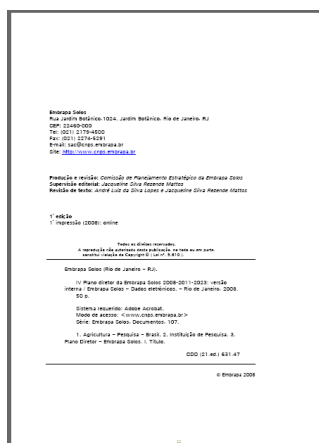 Embrapa Solos
Rua Jardim Botânico,1024. Jardim Botânico. Rio de Janeiro. RJ
CEP: 22460-000
Tel: (021) 2179-4500
Fax: (021) 2274-5291
E-mail: sac@cnps.embrapa.br
Site: http://www.cnps.embrapa.br
Produção e revisão: Comissão de Planejamento Estratégico da Embrapa Solos
Supervisão editorial: Jacqueline Silva Rezende Mattos
Revisão de texto: André Luiz da Silva Lopes e Jacqueline Silva Rezende Mattos
1ª edição
1ª impressão (2008): online
Todos os direitos reservados.
A reprodução não autorizada desta publicação, no todo ou em parte,
constitui violação do Copyright © ( Lei nº. 9.610 ).
Embrapa Solos (Rio de Janeiro – RJ).
IV Plano diretor da Embrapa Solos 2008-2011-2023: versão
interna / Embrapa Solos – Dados eletrônicos. – Rio de Janeiro. 2008.
50 p.
Sistema requerido: Adobe Acrobat.
Modo de acesso: <www.cnps.embrapa.br>
Série: Embrapa Solos. Documentos: 107.
1. Agricultura – Pesquisa – Brasil. 2. Instituição de Pesquisa. 3.
Plano Diretor – Embrapa Solos. I. Título.
CDD (21.ed.) 631.47
© Embrapa 2008